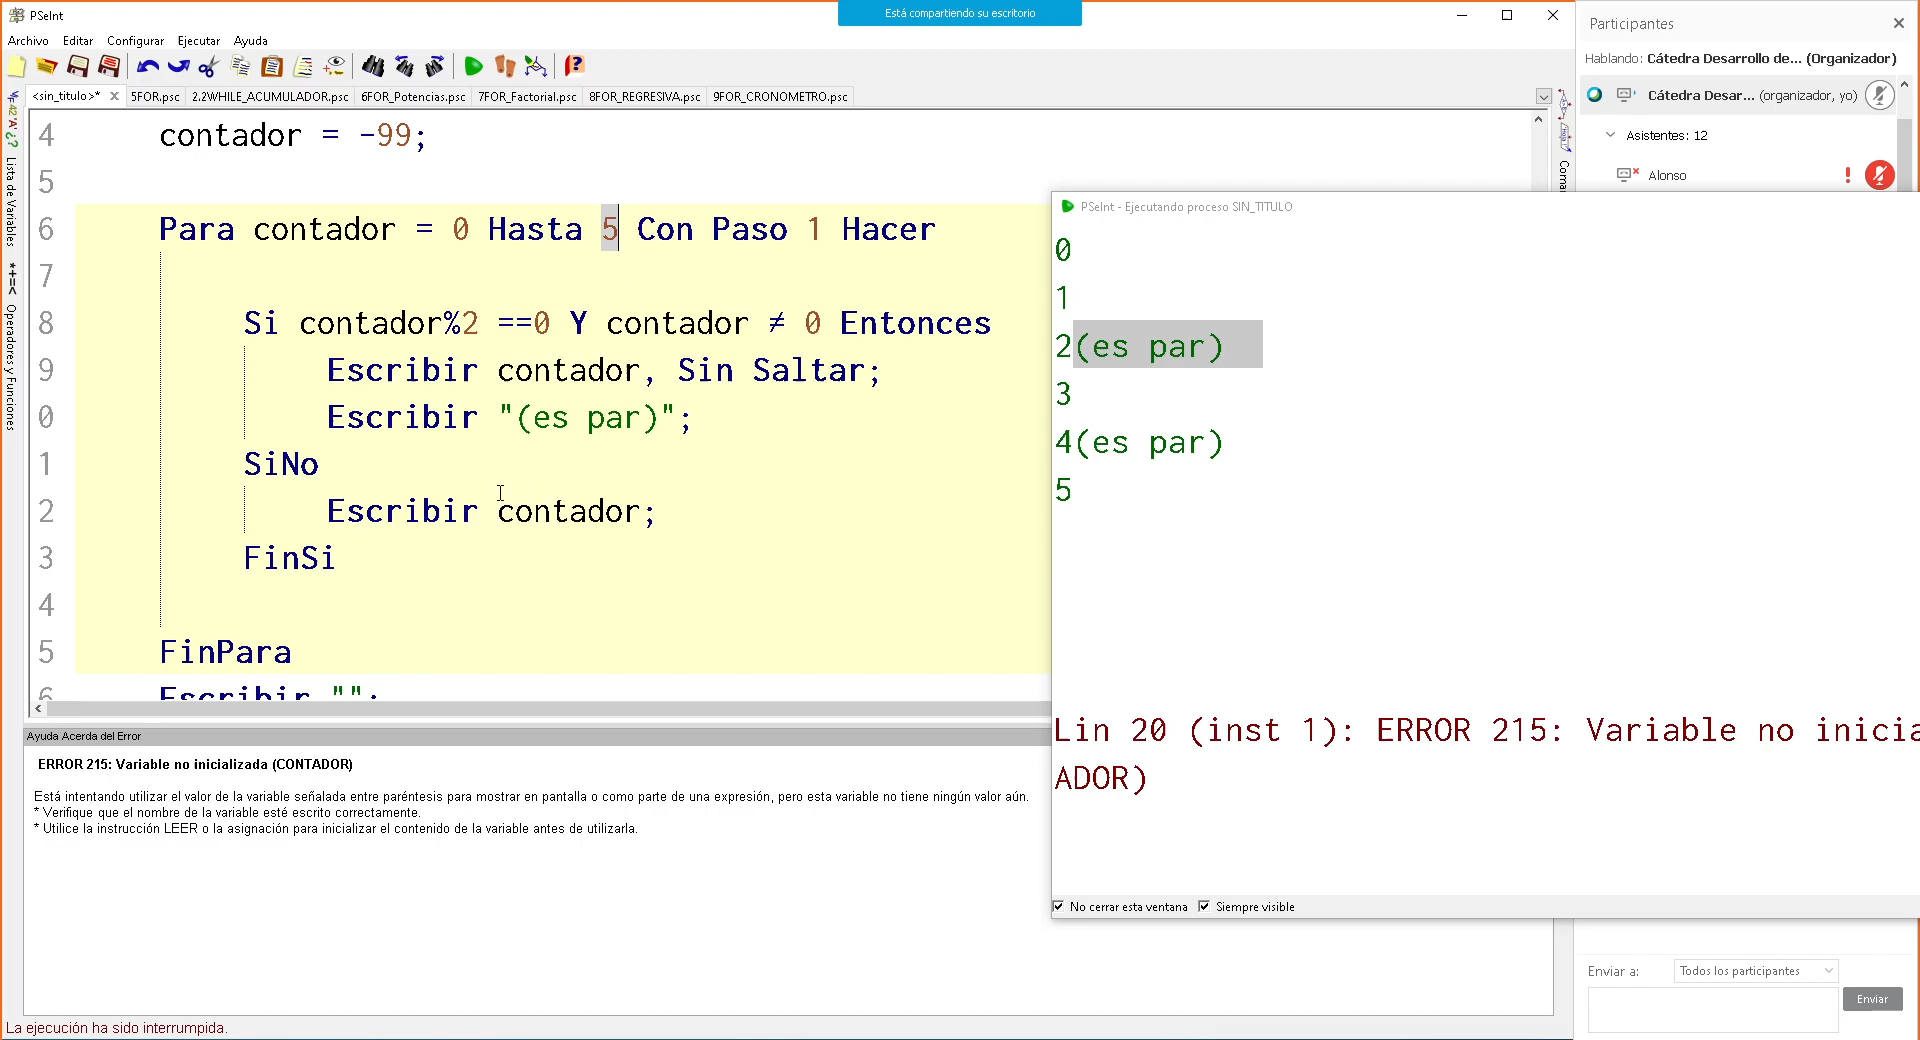 PSeInt
Está compartiendo su escritorio
Archivo Editar Configurar Ejecutar Ayuda
<sin_titulo>* 5FOR.psc 2.2WHILE_ACUMULADOR.psc 6FOR_Potencias.psc 7FOR_Factorial.psc 8FOR_REGRESIVA.psc 9FOR_CRONOMETRO.psc
Lista de Variables
Operadores y Funciones
4 contador = -99;
5
6 Para contador = 0 Hasta 5 Con Paso 1 Hacer
7
8 Si contador%2 ==0 Y contador ≠ 0 Entonces
9 Escribir contador, Sin Saltar;
0 Escribir "(es par)";
1 SiNo
2 Escribir contador;
3 FinSi
4
5 FinPara
6 Escribir "";
PSeInt - Ejecutando proceso SIN_TITULO
0
1
2(es par)
3
4(es par)
5
Lin 20 (inst 1): ERROR 215: Variable no inicia
ADOR)
No cerrar esta ventana Siempre visible
Ayuda Acerda del Error
ERROR 215: Variable no inicializada (CONTADOR)
Está intentando utilizar el valor de la variable señalada entre paréntesis para mostrar en pantalla o como parte de una expresión, pero esta variable no tiene ningún valor aún.
* Verifique que el nombre de la variable esté escrito correctamente.
* Utilice la instrucción LEER o la asignación para inicializar el contenido de la variable antes de utilizarla.
La ejecución ha sido interrumpida.
Participantes
Hablando: Cátedra Desarrollo de... (Organizador)
Cátedra Desar... (organizador, yo)
Asistentes: 12
Alonso
Enviar a: Todos los participantes
Enviar